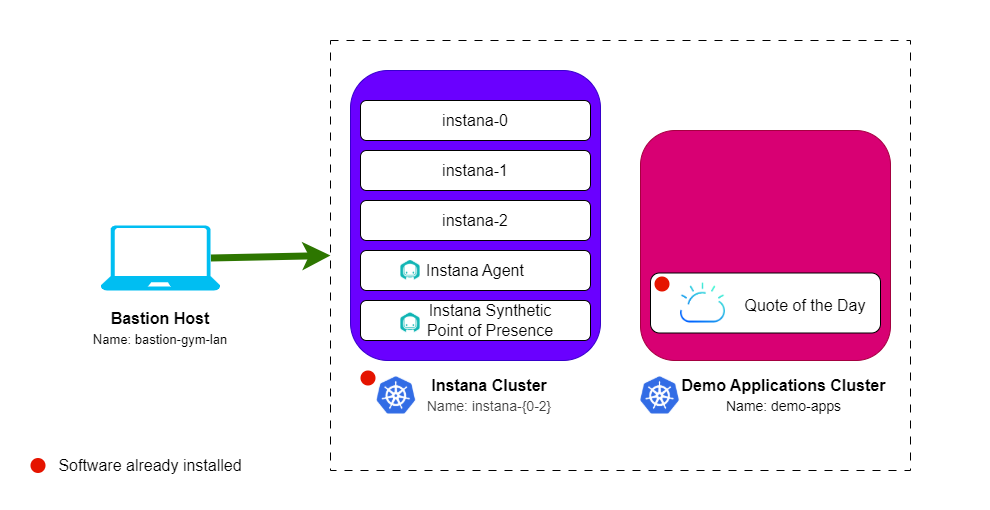 instana-0
instana-1
instana-2
Instana Agent
Instana Synthetic
Point of Presence
Quote of the Day
Bastion Host
Name: bastion-gym-lan
Instana Cluster
Name: instana-{0-2}
Demo Applications Cluster
Name: demo-apps
Software already installed